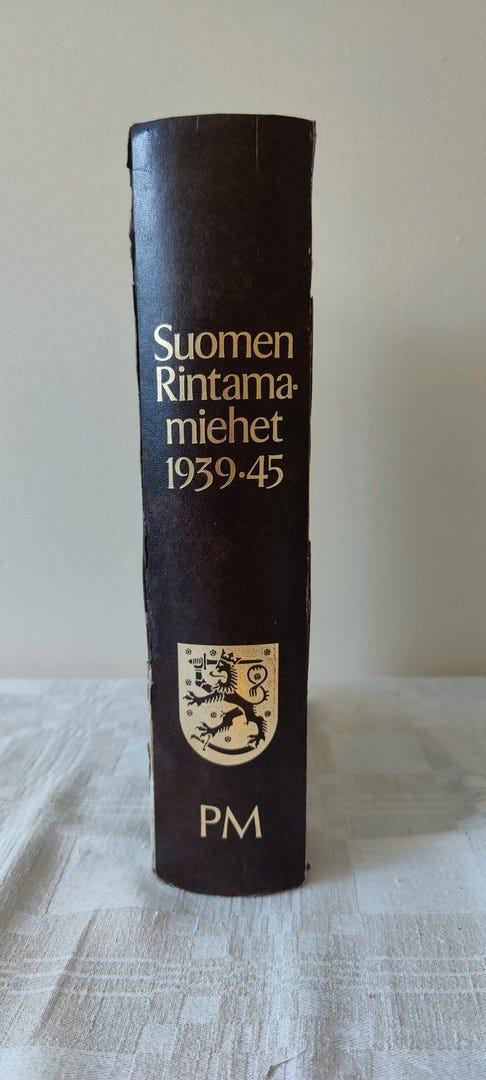 Suomen
Rintama-
miehet
1939·45
PM